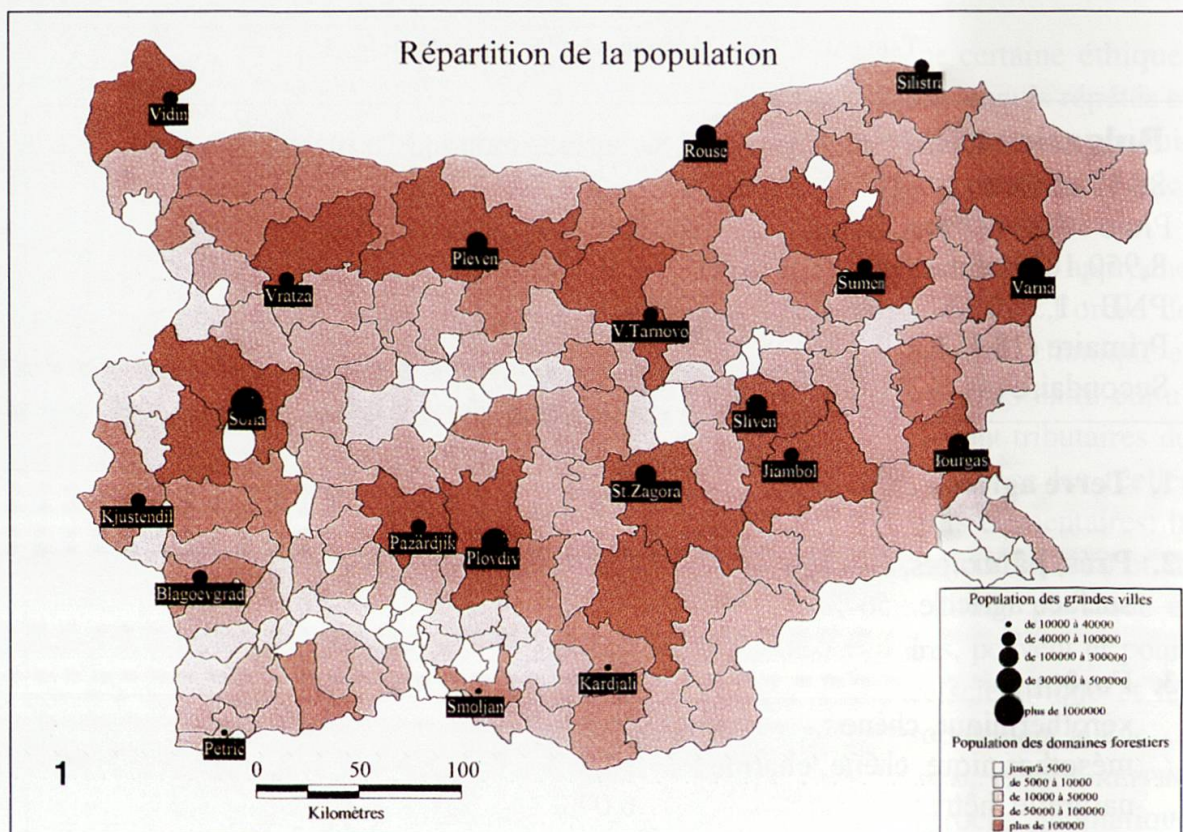 Répartition de la population
Silistra
Vidin
Rouse
Pleven
Sumen
Varna
Vratza
V.Tarnovo
Sofia
Sliven
Bourgas
Jiambol
St.Zagora
Kjustendil
Pazärdjik
Plovdiv
Blagoevgrad
Kardjali
Smoljan
Petric
1
0 50 100
Kilomètres
Population des grandes villes
de 10000 à 40000
de 40000 à 100000
de 100000 à 300000
de 300000 à 500000
plus de 1000000
Population des domaines forestiers
jusqu'à 5000
de 5000 à 10000
de 10000 à 50000
de 50000 à 100000
plus de 100000